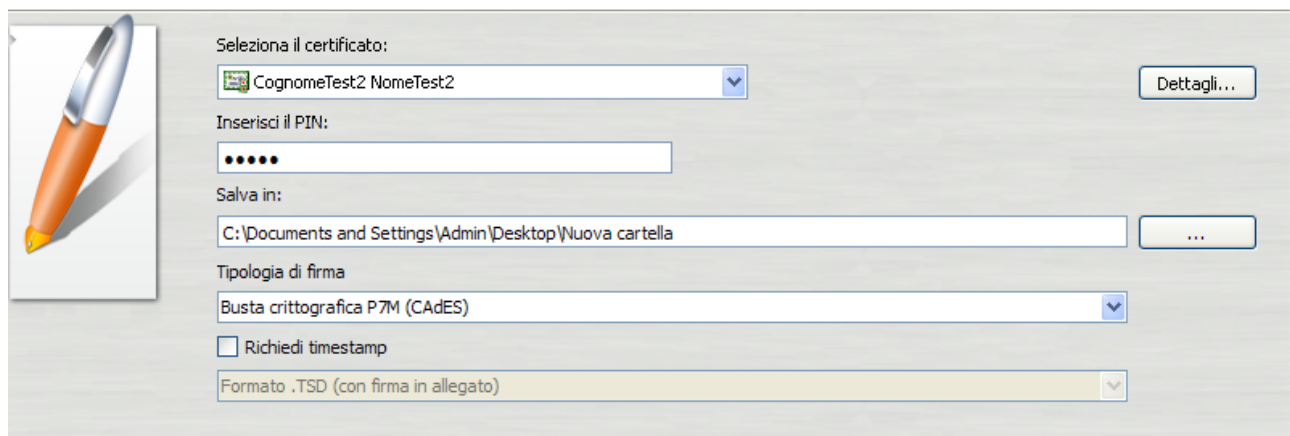 Seleziona il certificato:
CognomeTest2 NomeTest2
Dettagli...
Inserisci il PIN:
•••••
Salva in:
C:\Documents and Settings\Admin\Desktop\Nuova cartella
...
Tipologia di firma
Busta crittografica P7M (CAdES)
Richiedi timestamp
Formato .TSD (con firma in allegato)